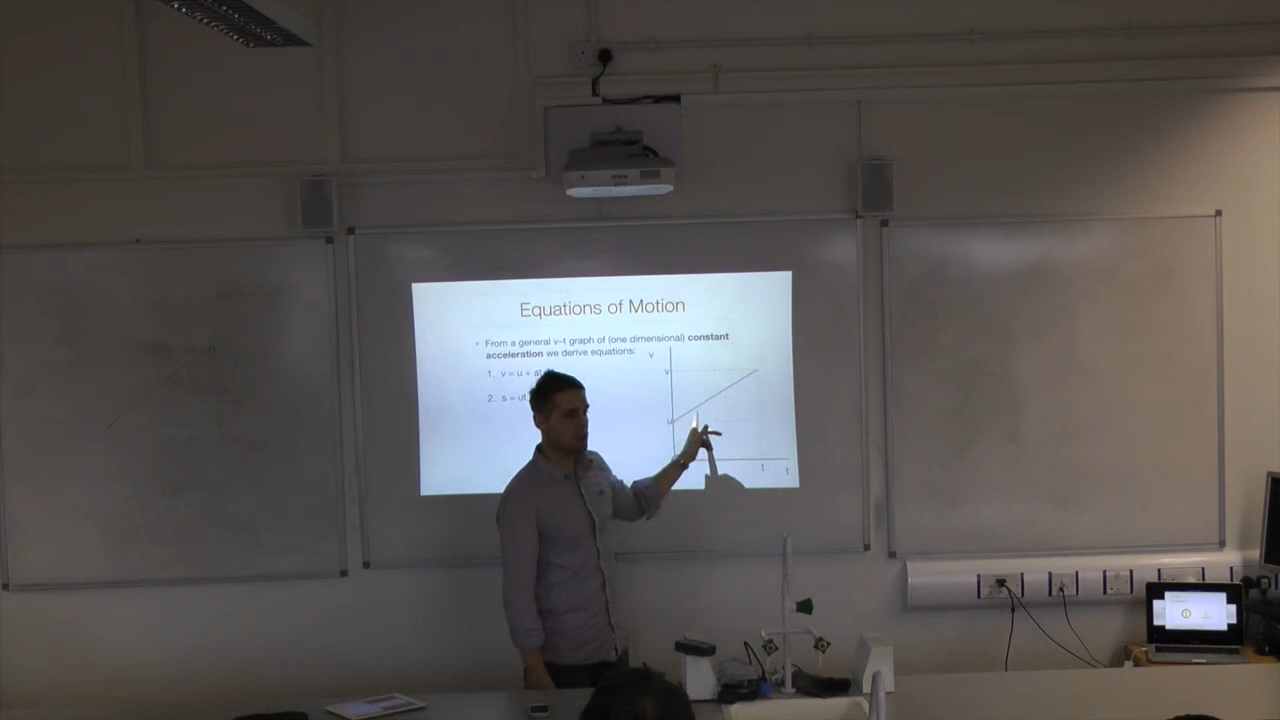 Equations of Motion
From a general v–t graph of (one dimensional) constant
acceleration we derive equations:
1. v = u + at
2. s = ut
v
v
u
t
t